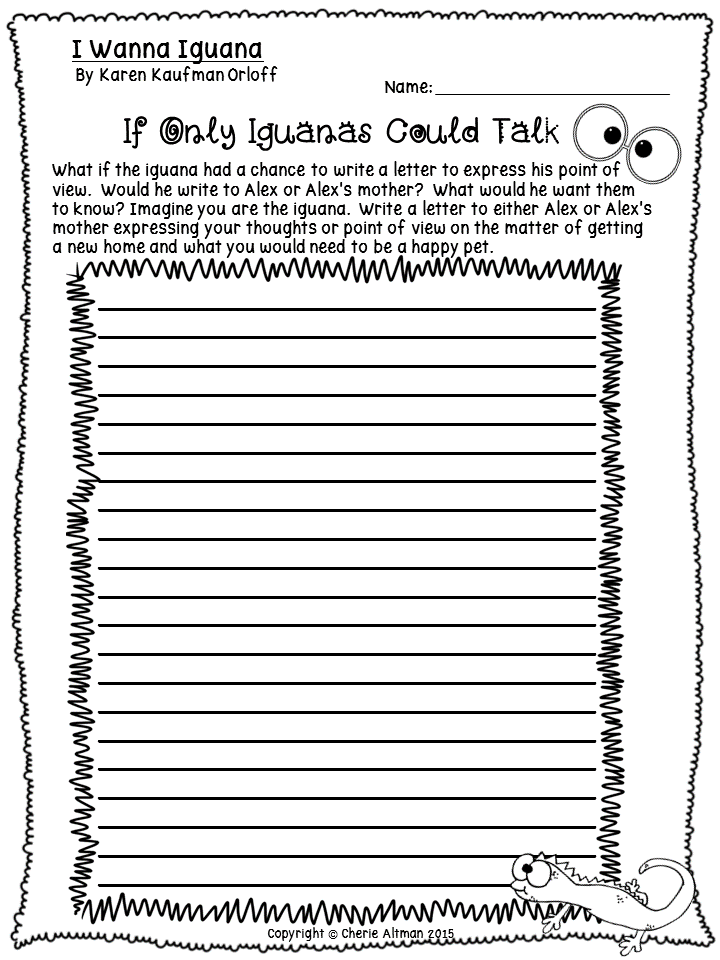 I Wanna Iguana
By Karen Kaufman Orloff
Name:
If Only Iguanas Could Talk
What if the iguana had a chance to write a letter to express his point of
view. Would he write to Alex or Alex's mother? What would he want them
to know? Imagine you are the iguana. Write a letter to either Alex or Alex's
mother expressing your thoughts or point of view on the matter of getting
a new home and what you would need to be a happy pet.
Copyright © Cherie Altman 2015